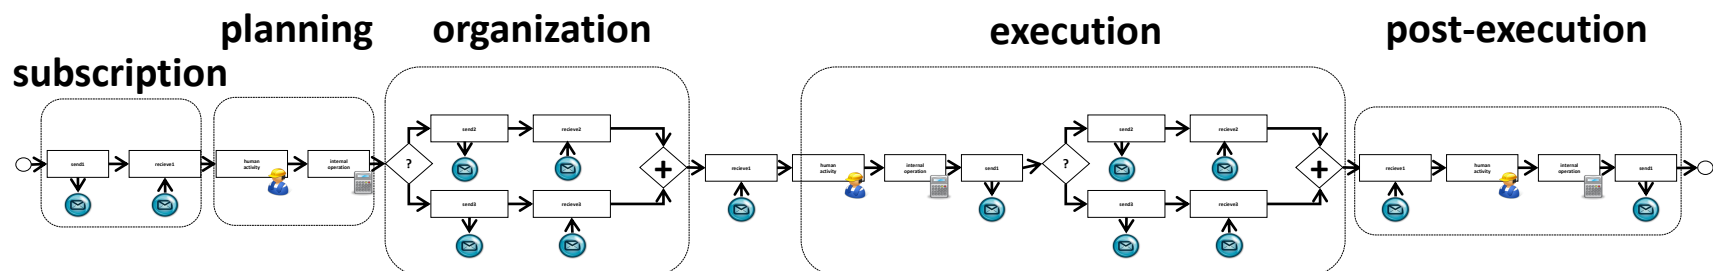 planning
organization
execution
post-execution
subscription
send1
recieve1
human
activity
internal
operation
?
send2
recieve2
send3
recieve3
+
recieve1
human
activity
internal
operation
send1
?
send2
recieve2
send3
recieve3
+
recieve1
human
activity
internal
operation
send1